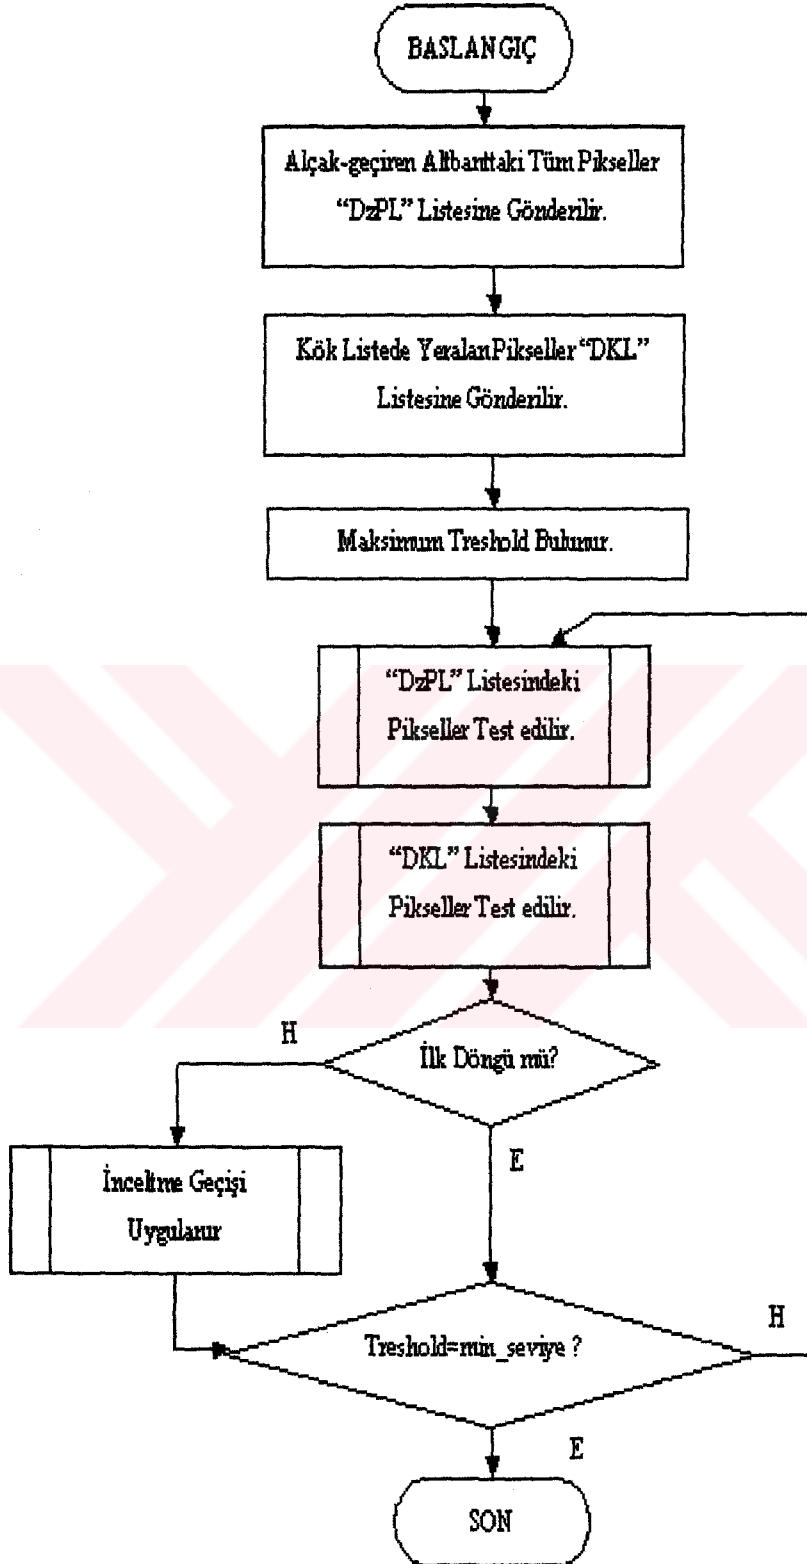 BASLANGIÇ
Alçak-geçiren Altbanttaki Tüm Pikseller
“DzPL” Listesine Gönderilir.
Kök Listede Yeralan Pikseller “DKL”
Listesine Gönderilir.
Maksimum Treshold Bulunur.
“DzPL” Listesindeki
Pikseller Test edilir.
“DKL” Listesindeki
Pikseller Test edilir.
H
İlk Döngü mü?
E
İnceltme Geçişi
Uygulanır
H
Treshold=min_seviye ?
E
SON